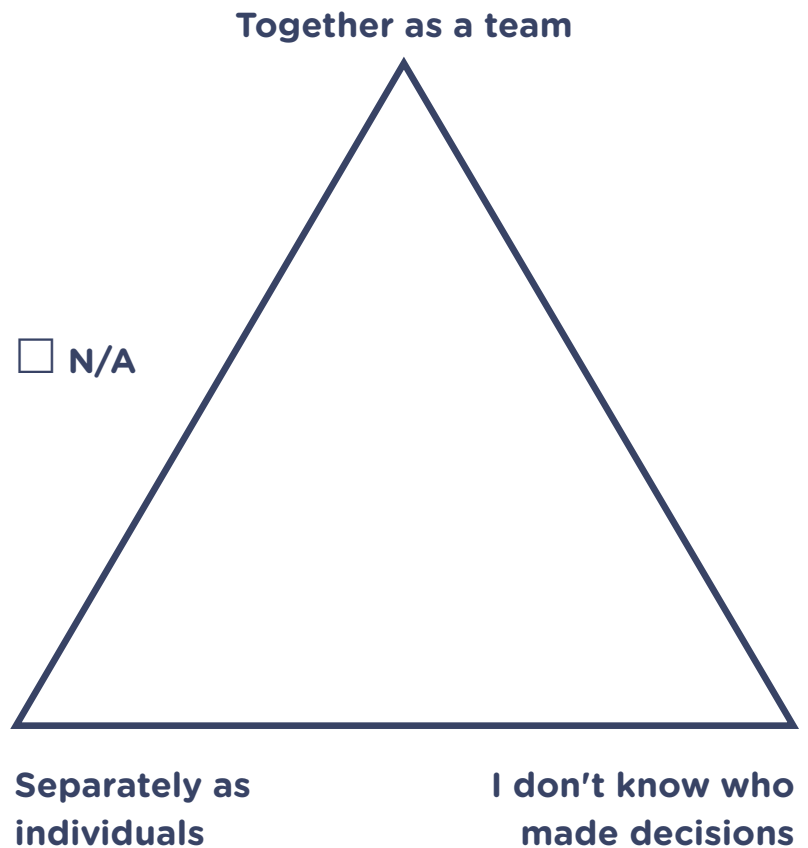 Together as a team
☐ N/A
Separately as
individuals
I don't know who
made decisions